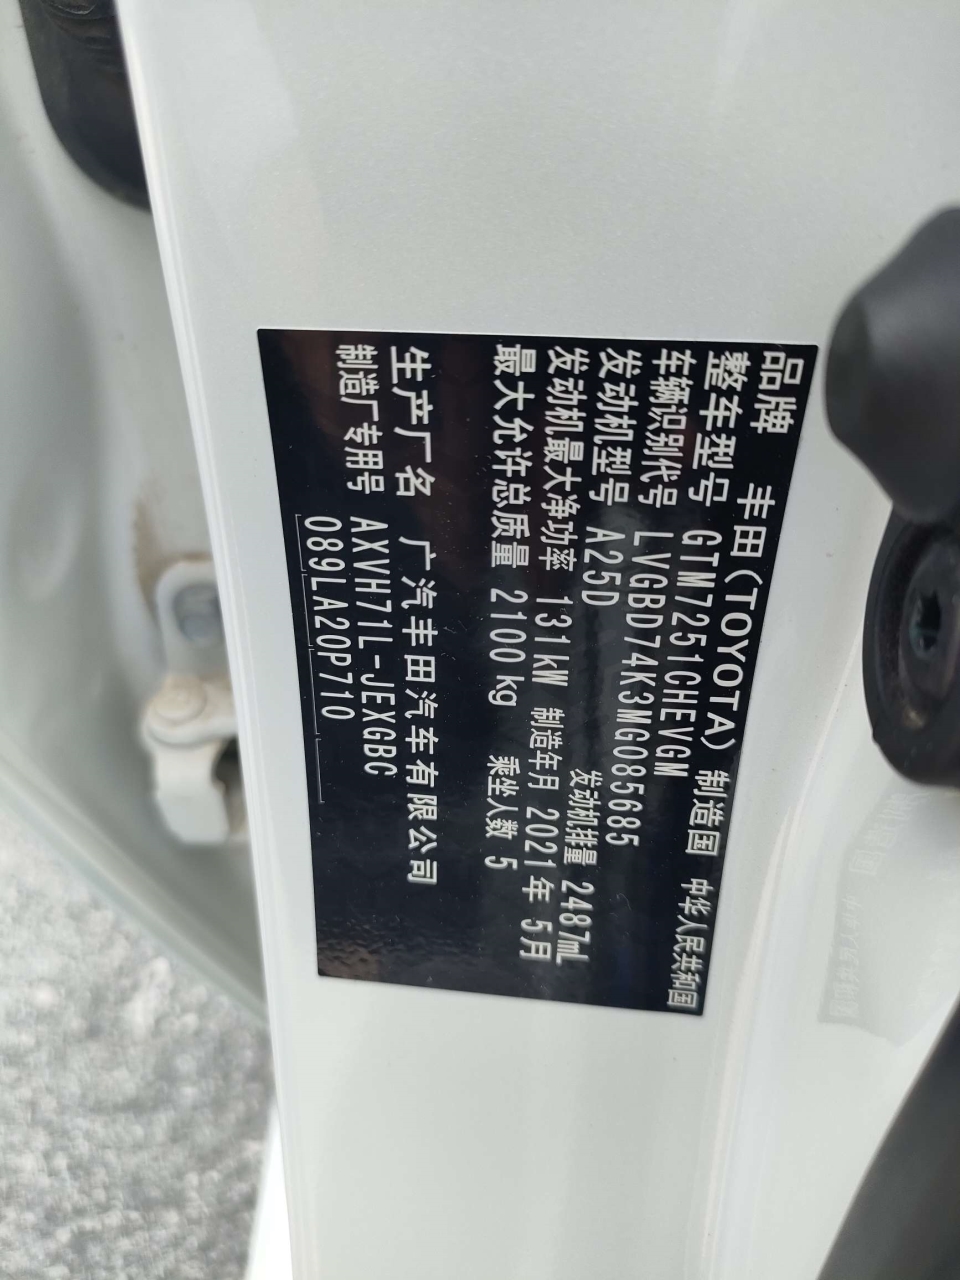 品牌 丰田(TOYOTA) 制造国 中华人民共和国
整车型号 GTM7251CHEVGM
车辆识别代号 LVGBD74K3MG085685
发动机型号 A25D 发动机排量 2487mL
发动机最大净功率 131kW 制造年月 2021年 5月
最大允许总质量 2100kg 乘坐人数 5
生产厂名 广汽丰田汽车有限公司
制造厂专用号 AXVH71L-JEXGBC
089LA20P710